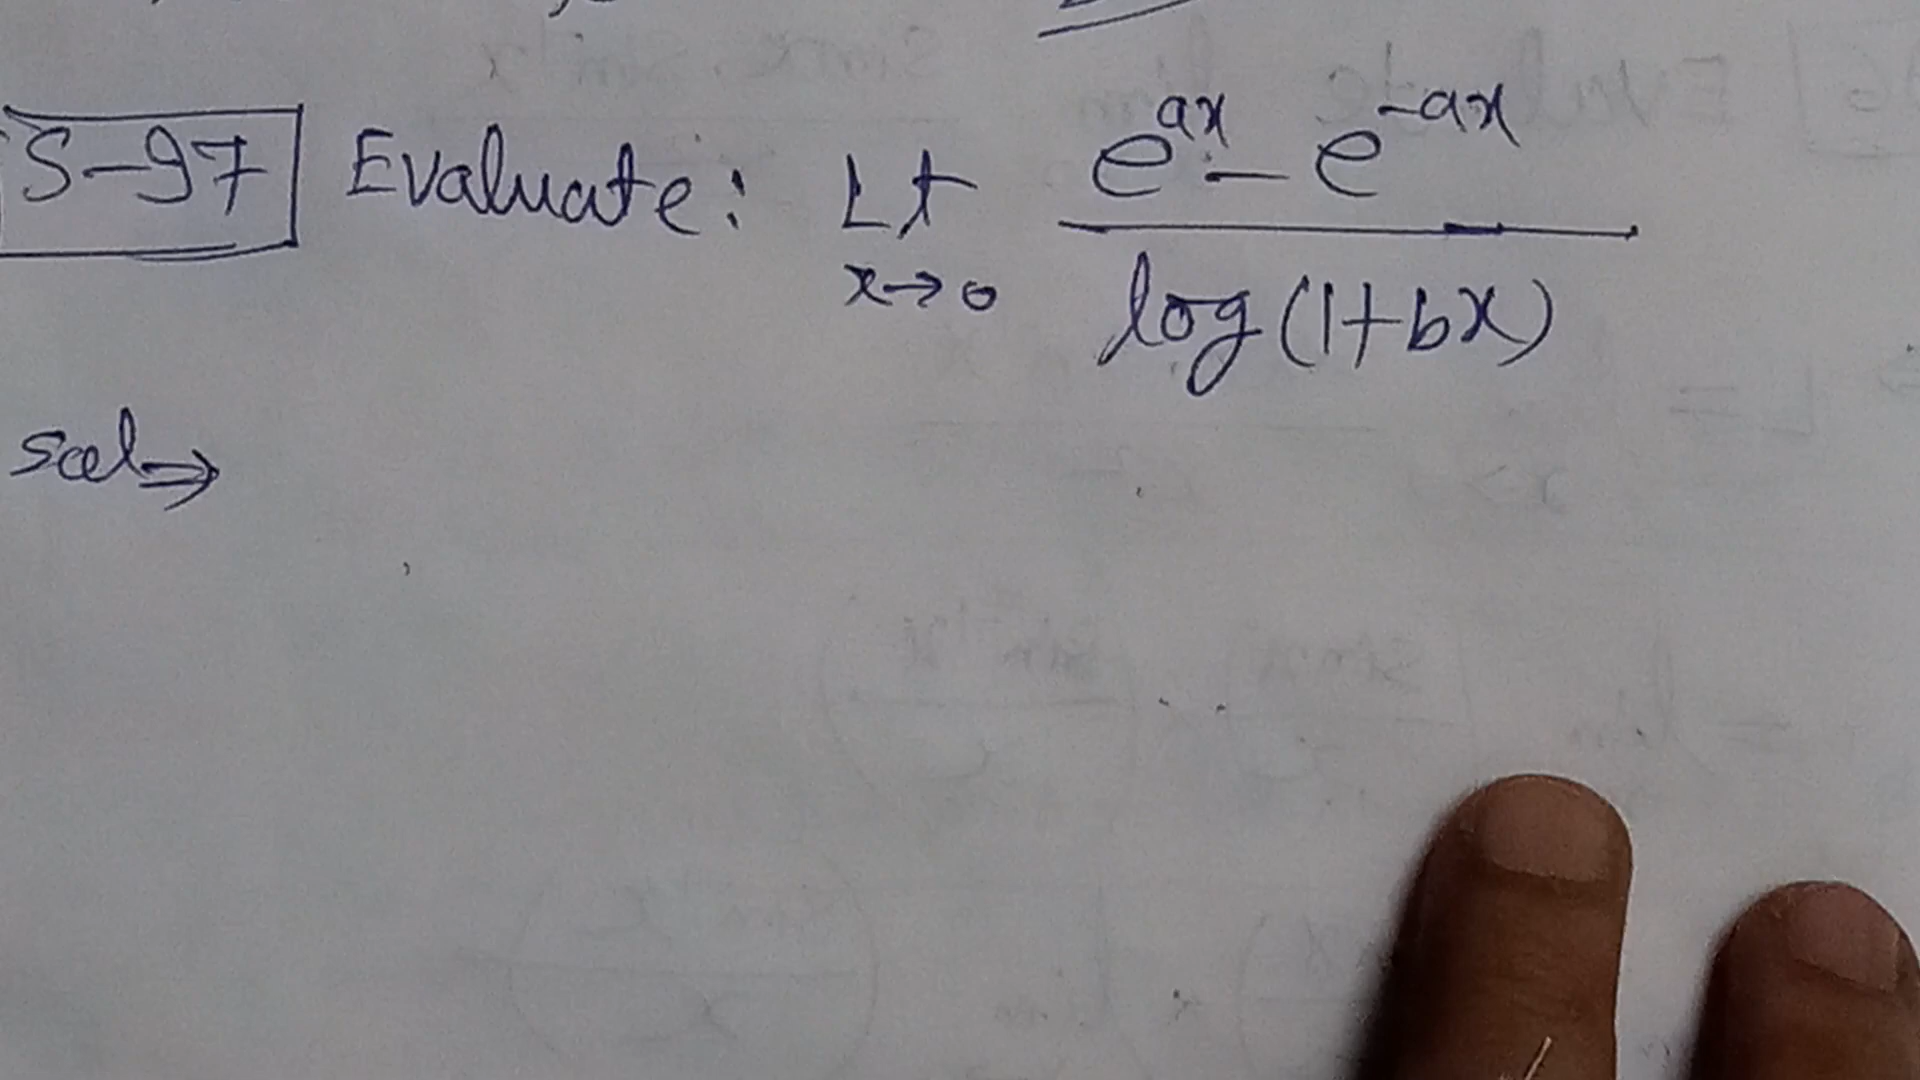 S-97 Evaluate: Lt x→0 (e^ax - e^-ax) / log(1+bx)
Sol⇒